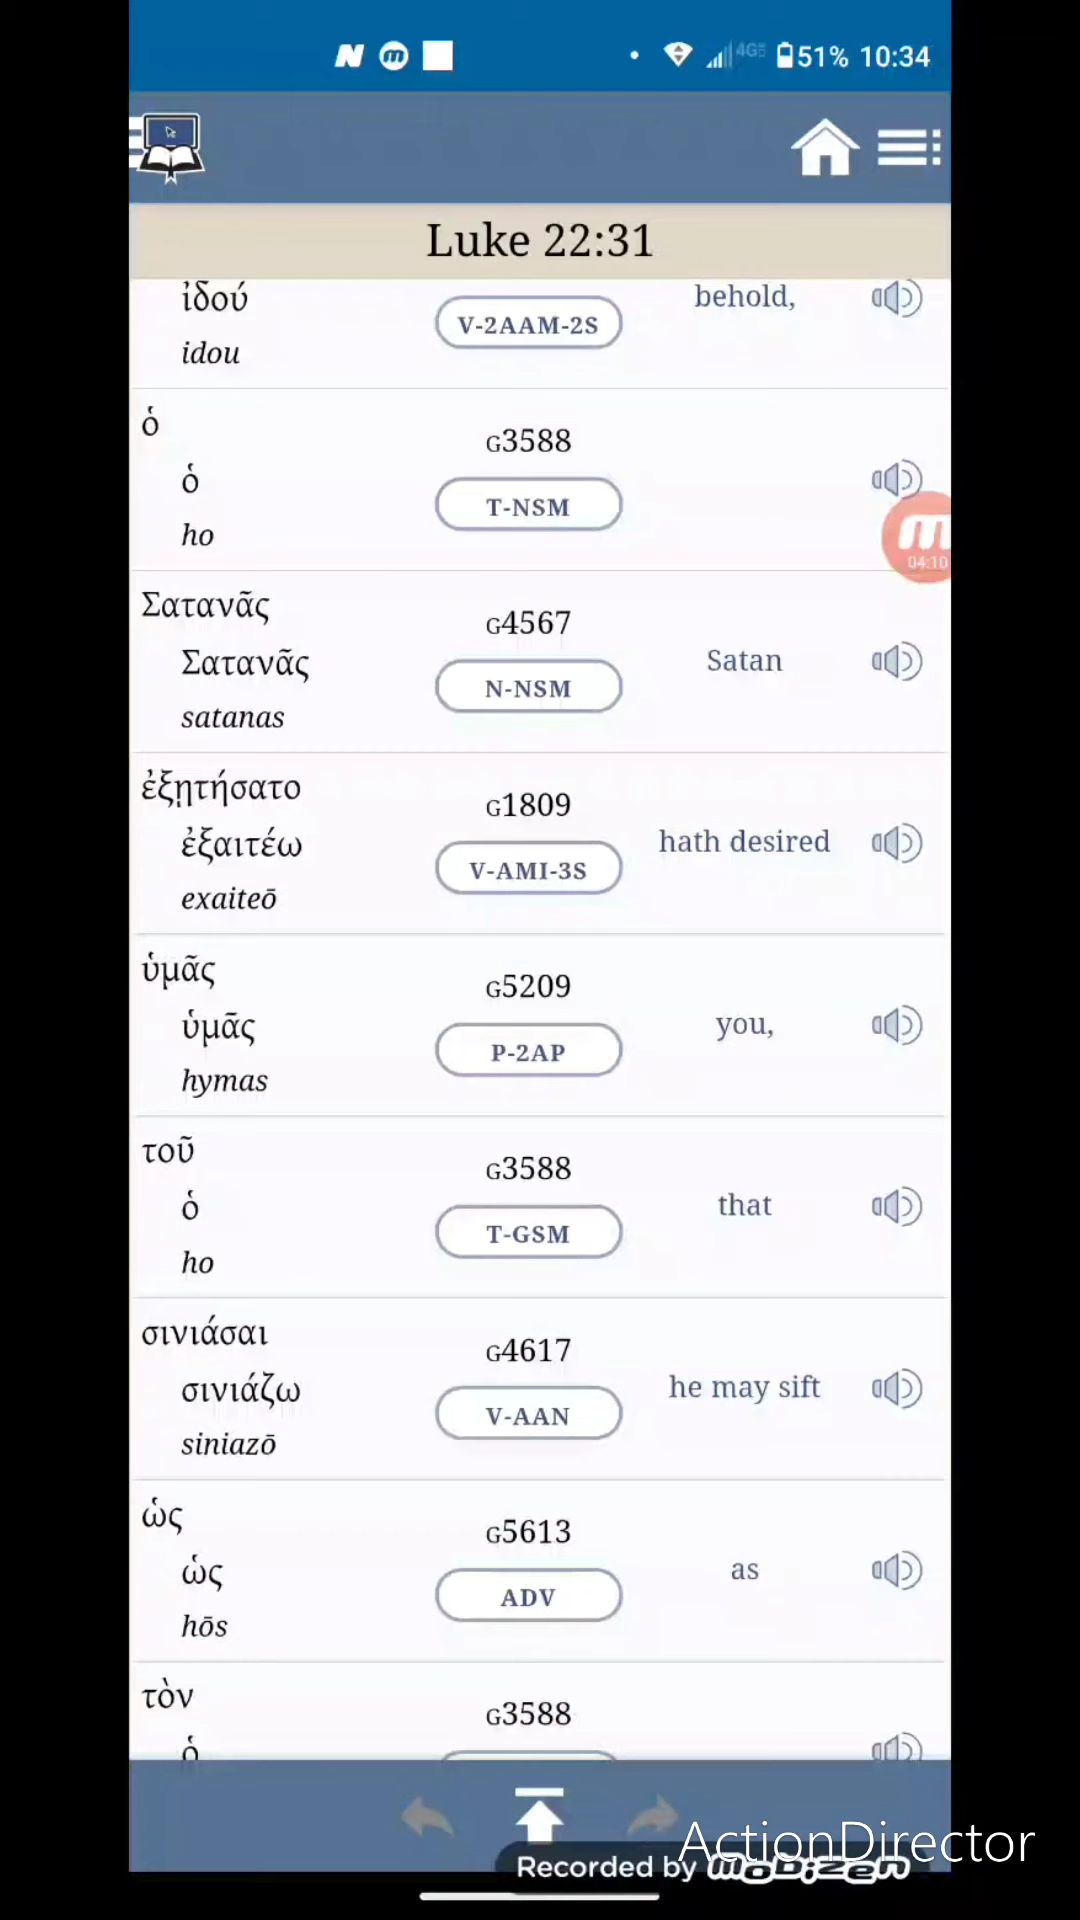 51% 10:34
Luke 22:31
ἰδού behold,
V-2AAM-2S
idou
ὁ
G3588
ὁ
T-NSM
ho
04:10
Σατανᾶς
G4567
Σατανᾶς Satan
N-NSM
satanas
ἐξῃτήσατο
G1809
ἐξαιτέω hath desired
V-AMI-3S
exaiteō
ὑμᾶς
G5209
ὑμᾶς you,
P-2AP
hymas
τοῦ
G3588
ὁ that
T-GSM
ho
σινιάσαι
G4617
σινιάζω he may sift
V-AAN
siniazō
ὡς
G5613
ὡς as
ADV
hōs
τὸν
G3588
ὁ
ActionDirector
Recorded by MOBIZEN